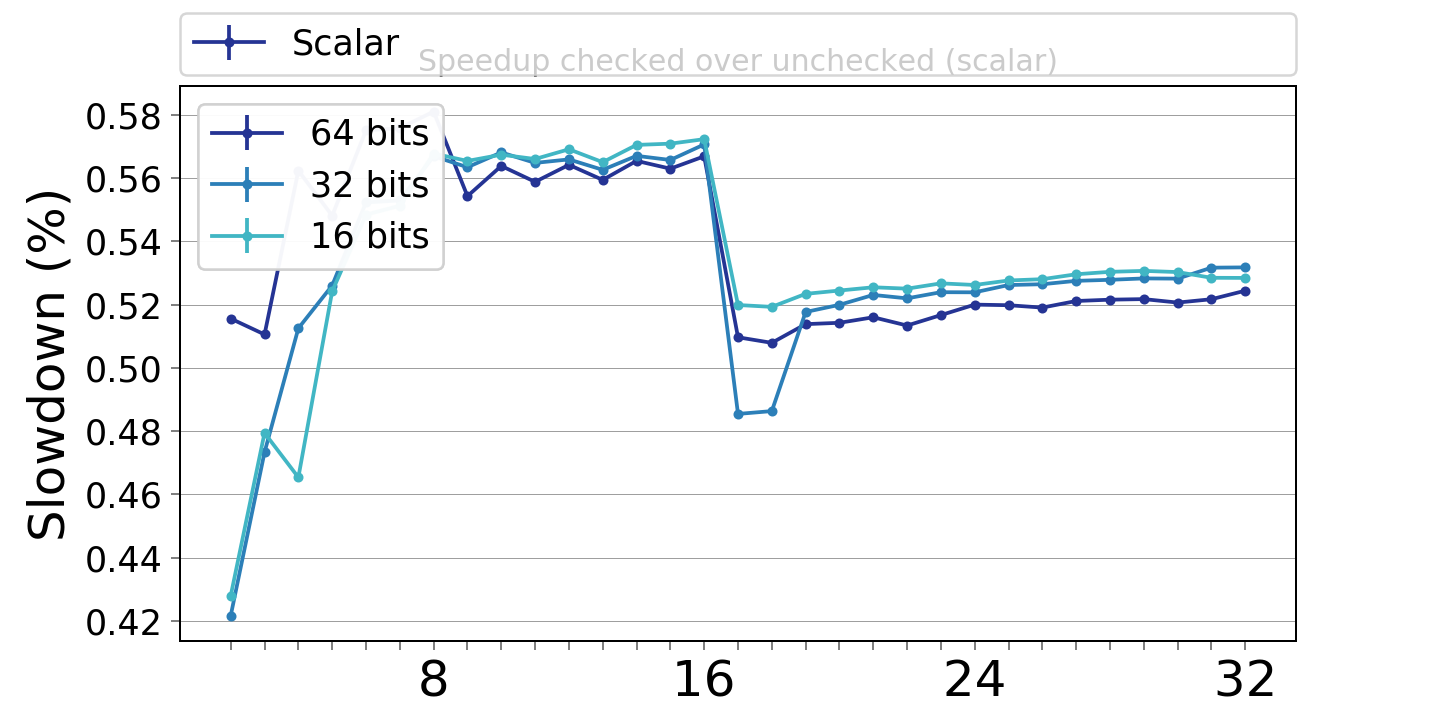 Scalar
Speedup checked over unchecked (scalar)
64 bits
32 bits
16 bits
Slowdown (%)
0.58
0.56
0.54
0.52
0.50
0.48
0.46
0.44
0.42
8 16 24 32